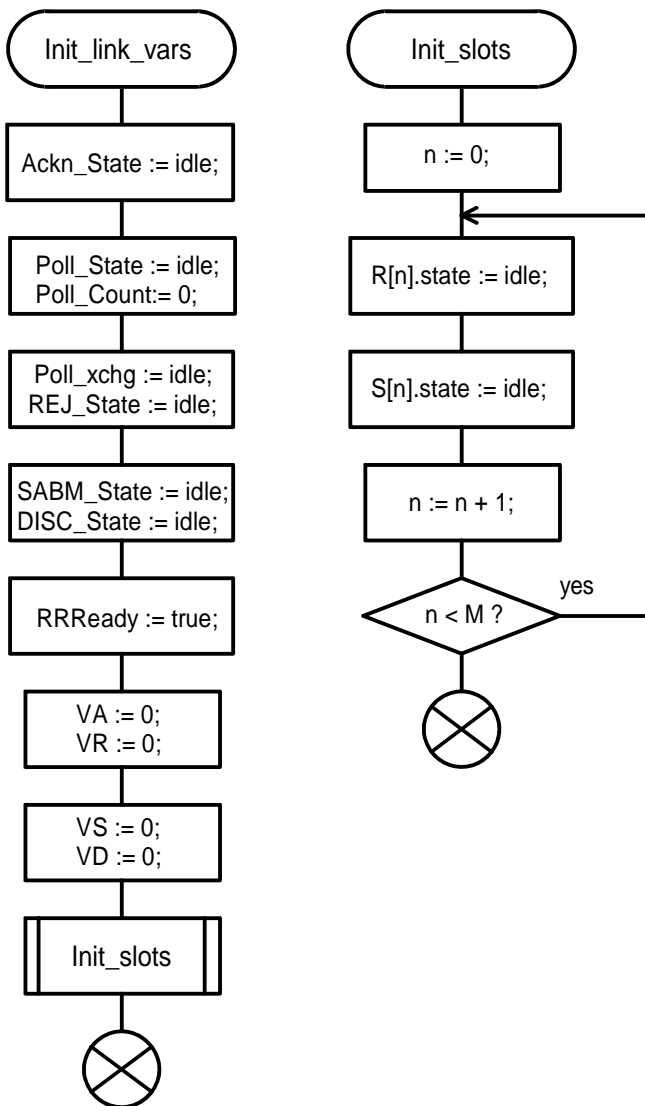 Init_link_vars
Ackn_State := idle;
Poll_State := idle;
Poll_Count:= 0;
Poll_xchg := idle;
REJ_State := idle;
SABM_State := idle;
DISC_State := idle;
RRReady := true;
VA := 0;
VR := 0;
VS := 0;
VD := 0;
Init_slots
Init_slots
n := 0;
R[n].state := idle;
S[n].state := idle;
n := n + 1;
n < M ?
yes